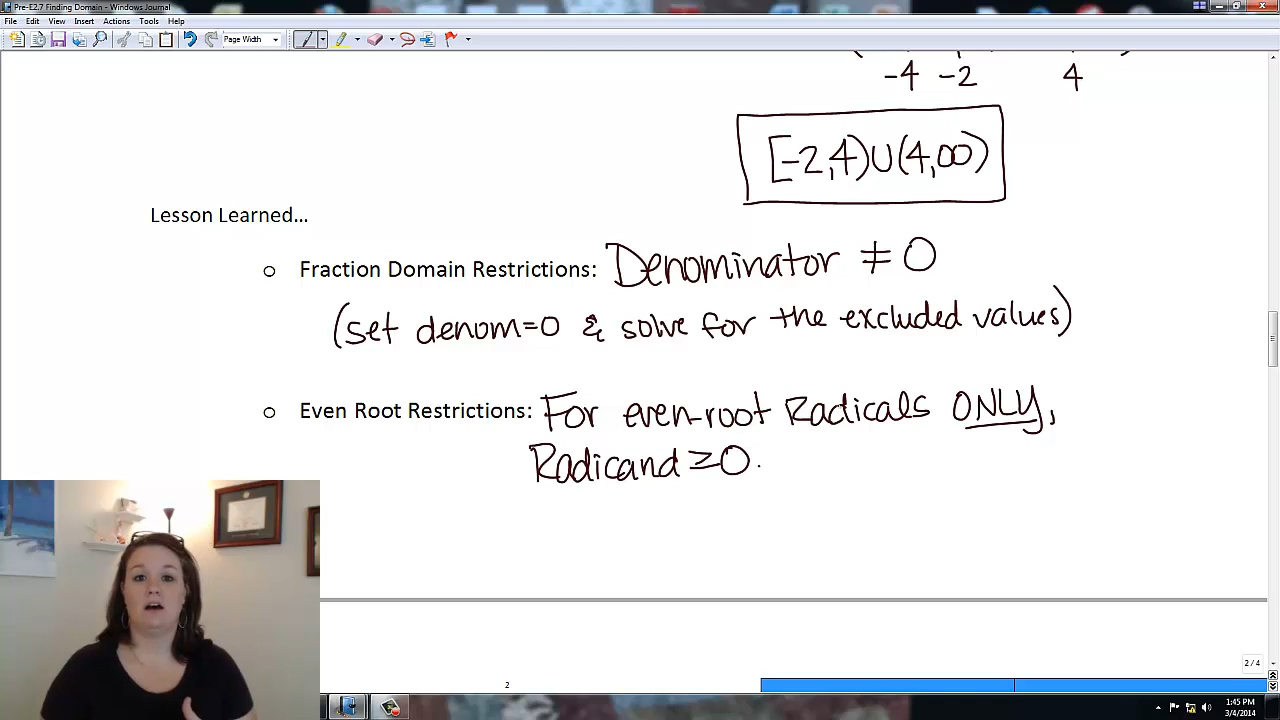 Pre-E2.7 Finding Domain - Windows Journal
File Edit View Insert Actions Tools Help
Page Width
-4 -2 4
[-2,4)∪(4,∞)
Lesson Learned...
o Fraction Domain Restrictions: Denominator ≠ 0
(set denom=0 & solve for the excluded values)
o Even Root Restrictions: For even-root Radicals ONLY,
Radicand ≥0.
2/4
2
1:45 PM
3/4/2014